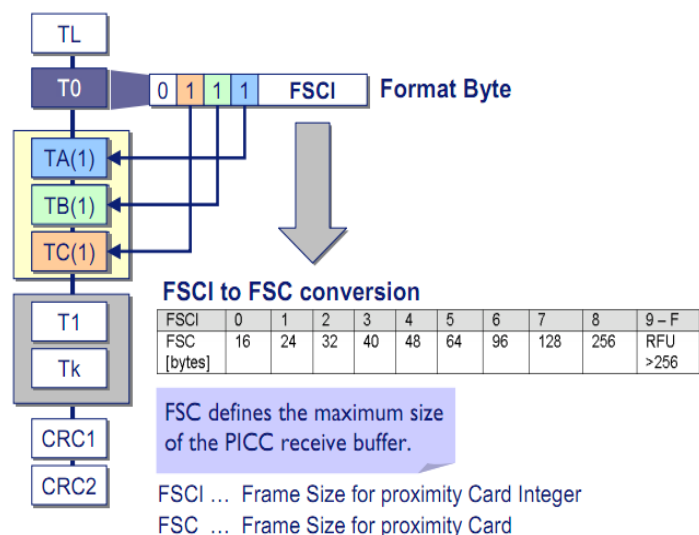 TL
T0
0 1 1 1 FSCI Format Byte
TA(1)
TB(1)
TC(1)
T1
Tk
CRC1
CRC2
FSCI to FSC conversion
FSCI 0 1 2 3 4 5 6 7 8 9 – F
FSC 16 24 32 40 48 64 96 128 256 RFU
[bytes] >256
FSC defines the maximum size
of the PICC receive buffer.
FSCI ... Frame Size for proximity Card Integer
FSC ... Frame Size for proximity Card